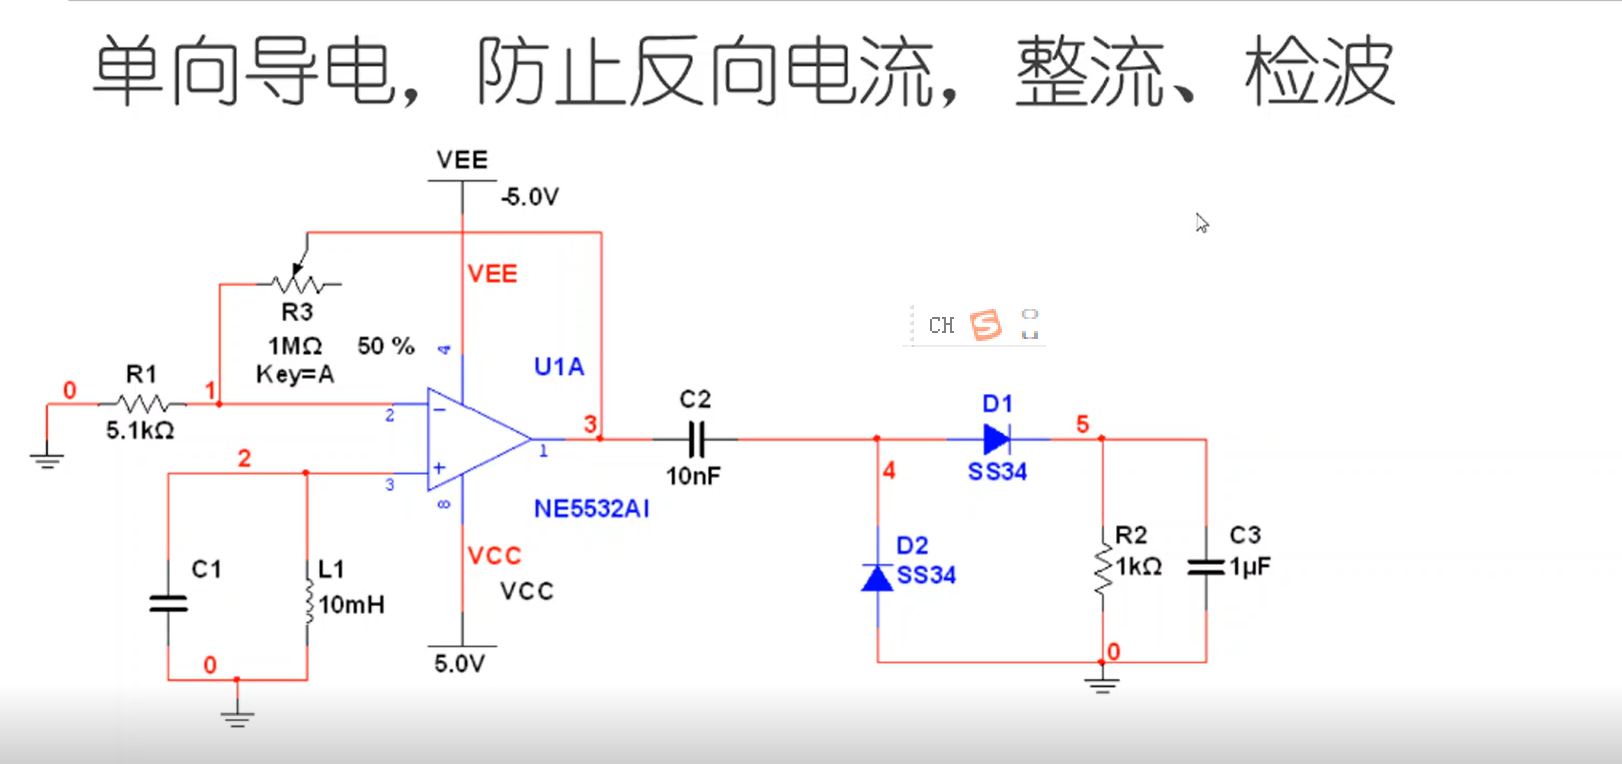 单向导电，防止反向电流，整流、检波
VEE
-5.0V
VEE
R3
1MΩ
50 %
Key=A
4
U1A
0
R1
5.1kΩ
1
2
−
2
3
+
8
1
3
NE5532AI
C2
10nF
CH S
D1
SS34
4
5
D2
SS34
R2
1kΩ
C3
1µF
0
C1
L1
10mH
0
VCC
VCC
5.0V